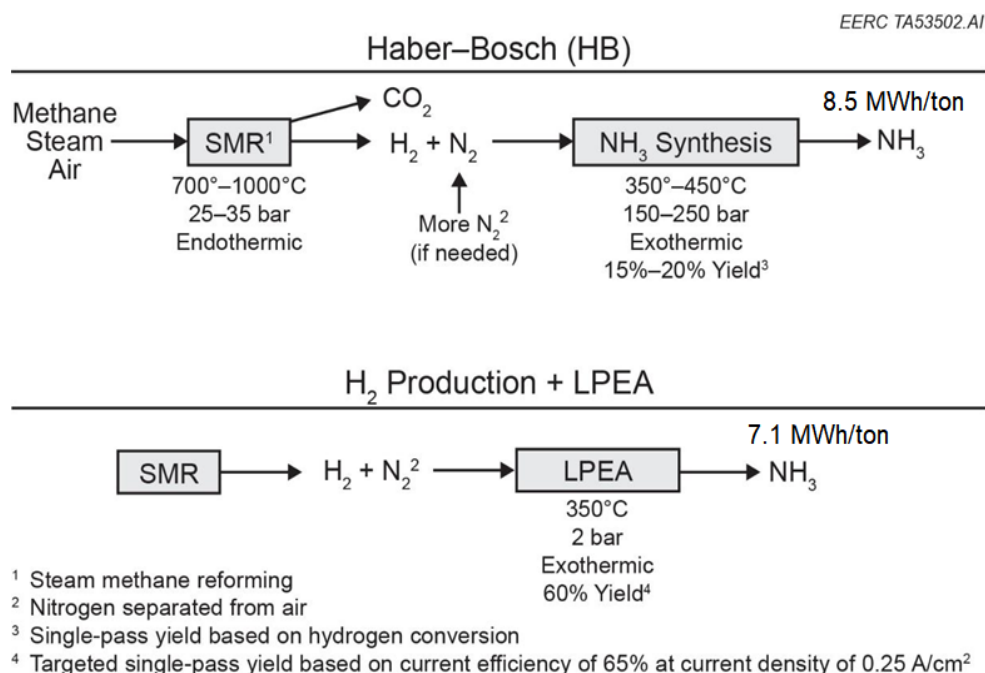 EERC TA53502.AI
Haber–Bosch (HB)
Methane
Steam
Air
SMR¹
700°–1000°C
25–35 bar
Endothermic
CO₂
H₂ + N₂
More N₂²
(if needed)
NH₃ Synthesis
350°–450°C
150–250 bar
Exothermic
15%–20% Yield³
8.5 MWh/ton
NH₃
H₂ Production + LPEA
SMR
H₂ + N₂²
LPEA
350°C
2 bar
Exothermic
60% Yield⁴
7.1 MWh/ton
NH₃
¹ Steam methane reforming
² Nitrogen separated from air
³ Single-pass yield based on hydrogen conversion
⁴ Targeted single-pass yield based on current efficiency of 65% at current density of 0.25 A/cm²